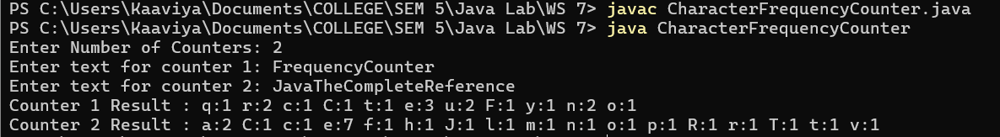 PS C:\Users\Kaaviya\Documents\COLLEGE\SEM 5\Java Lab\WS 7> javac CharacterFrequencyCounter.java
PS C:\Users\Kaaviya\Documents\COLLEGE\SEM 5\Java Lab\WS 7> java CharacterFrequencyCounter
Enter Number of Counters: 2
Enter text for counter 1: FrequencyCounter
Enter text for counter 2: JavaTheCompleteReference
Counter 1 Result : q:1 r:2 c:1 C:1 t:1 e:3 u:2 F:1 y:1 n:2 o:1
Counter 2 Result : a:2 C:1 c:1 e:7 f:1 h:1 J:1 l:1 m:1 n:1 o:1 p:1 R:1 r:1 T:1 t:1 v:1